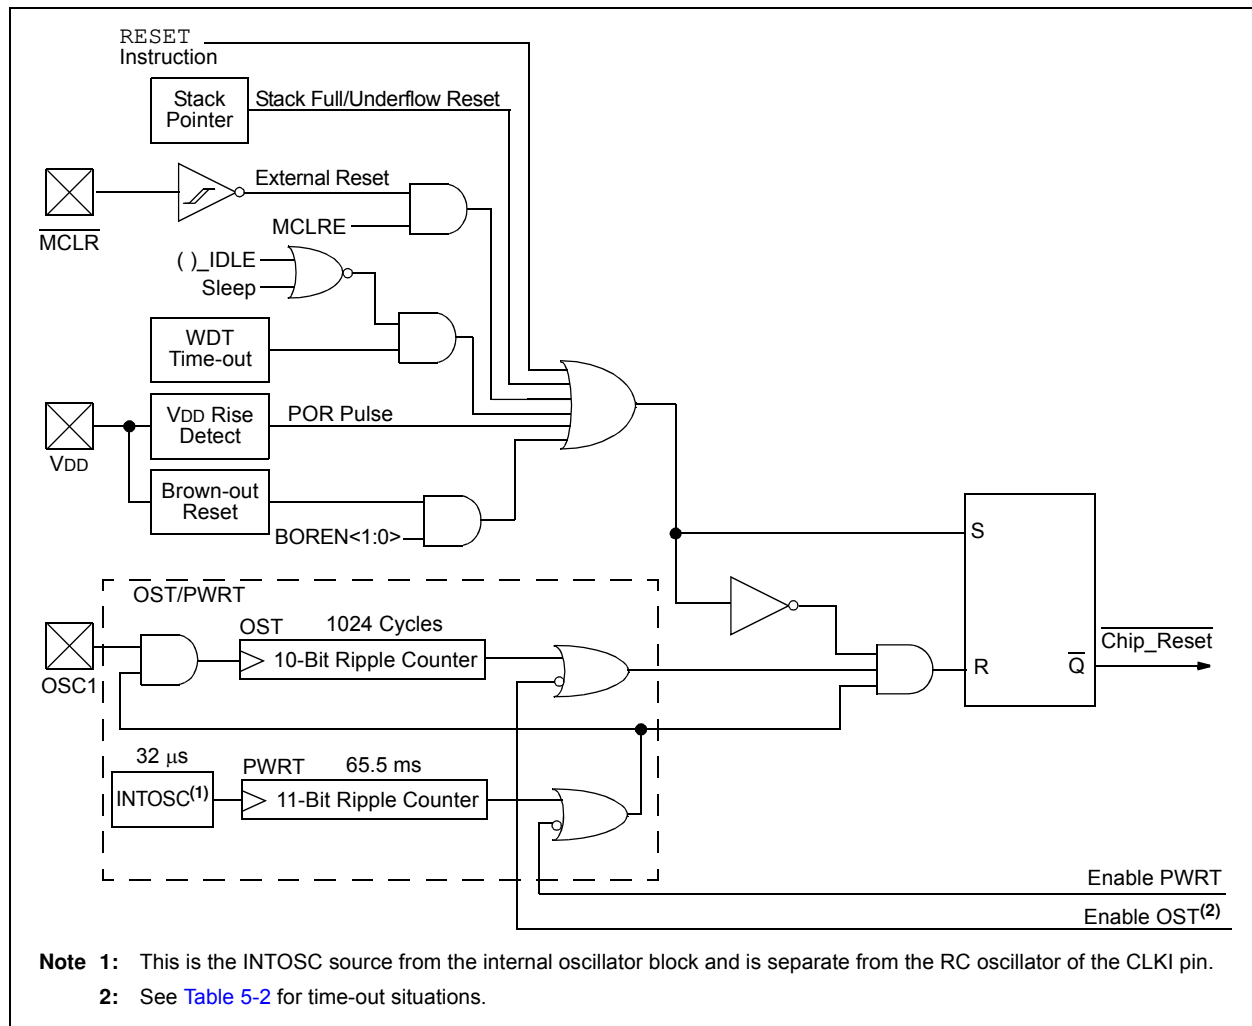 RESET
Instruction
Stack
Pointer
Stack Full/Underflow Reset
External Reset
MCLR
MCLRE
( )_IDLE
Sleep
WDT
Time-out
VDD Rise
Detect
POR Pulse
VDD
Brown-out
Reset
BOREN<1:0>
S
OST/PWRT
OST
1024 Cycles
10-Bit Ripple Counter
OSC1
Chip_Reset
R
Q
32 μs
PWRT
65.5 ms
INTOSC(1)
11-Bit Ripple Counter
Enable PWRT
Enable OST(2)
Note 1: This is the INTOSC source from the internal oscillator block and is separate from the RC oscillator of the CLKI pin.
2: See Table 5-2 for time-out situations.